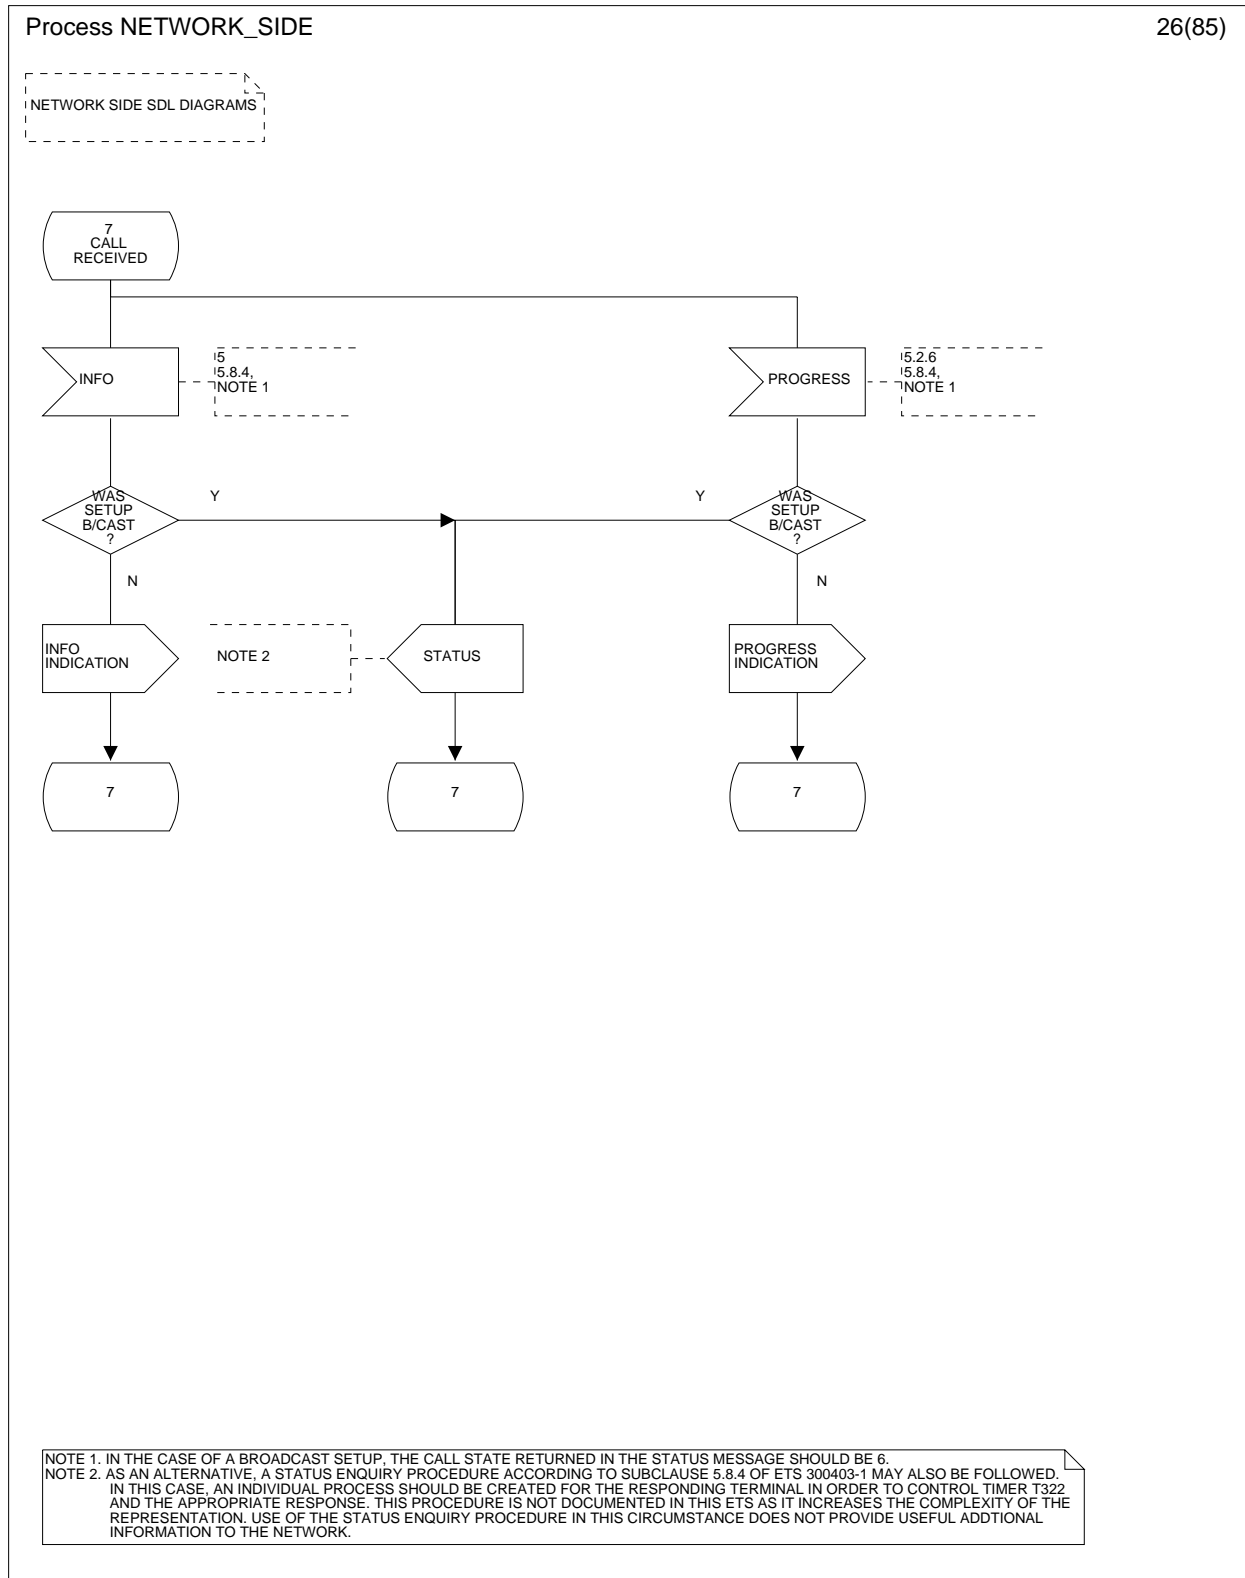 Process NETWORK_SIDE
26(85)
NETWORK SIDE SDL DIAGRAMS
7
CALL
RECEIVED
INFO
5
5.8.4,
NOTE 1
PROGRESS
5.2.6
5.8.4,
NOTE 1
WAS
SETUP
B/CAST
?
Y
Y
WAS
SETUP
B/CAST
?
N
N
INFO
INDICATION
NOTE 2
STATUS
PROGRESS
INDICATION
7
7
7
NOTE 1. IN THE CASE OF A BROADCAST SETUP, THE CALL STATE RETURNED IN THE STATUS MESSAGE SHOULD BE 6.
NOTE 2. AS AN ALTERNATIVE, A STATUS ENQUIRY PROCEDURE ACCORDING TO SUBCLAUSE 5.8.4 OF ETS 300403-1 MAY ALSO BE FOLLOWED.
IN THIS CASE, AN INDIVIDUAL PROCESS SHOULD BE CREATED FOR THE RESPONDING TERMINAL IN ORDER TO CONTROL TIMER T322
AND THE APPROPRIATE RESPONSE. THIS PROCEDURE IS NOT DOCUMENTED IN THIS ETS AS IT INCREASES THE COMPLEXITY OF THE
REPRESENTATION. USE OF THE STATUS ENQUIRY PROCEDURE IN THIS CIRCUMSTANCE DOES NOT PROVIDE USEFUL ADDTIONAL
INFORMATION TO THE NETWORK.